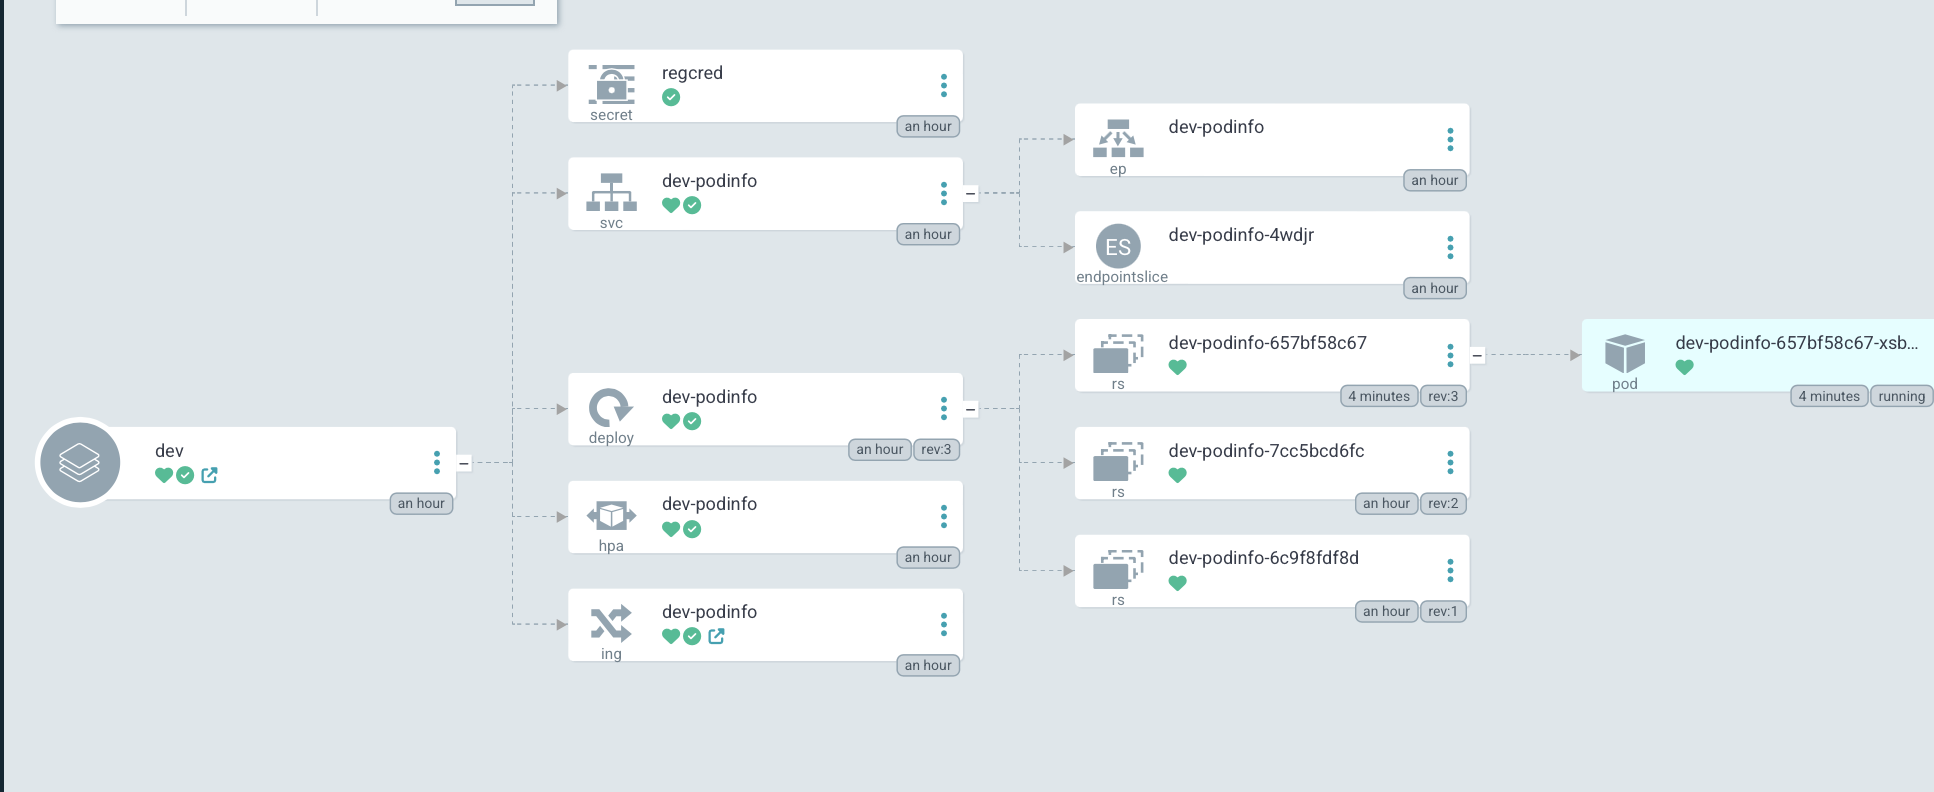 dev
an hour
regcred
secret
an hour
dev-podinfo
svc
an hour
dev-podinfo
deploy
an hour
rev:3
dev-podinfo
hpa
an hour
dev-podinfo
ing
an hour
dev-podinfo
ep
an hour
ES
dev-podinfo-4wdjr
endpointslice
an hour
dev-podinfo-657bf58c67
rs
4 minutes
rev:3
dev-podinfo-7cc5bcd6fc
rs
an hour
rev:2
dev-podinfo-6c9f8fdf8d
rs
an hour
rev:1
dev-podinfo-657bf58c67-xsb...
pod
4 minutes
running